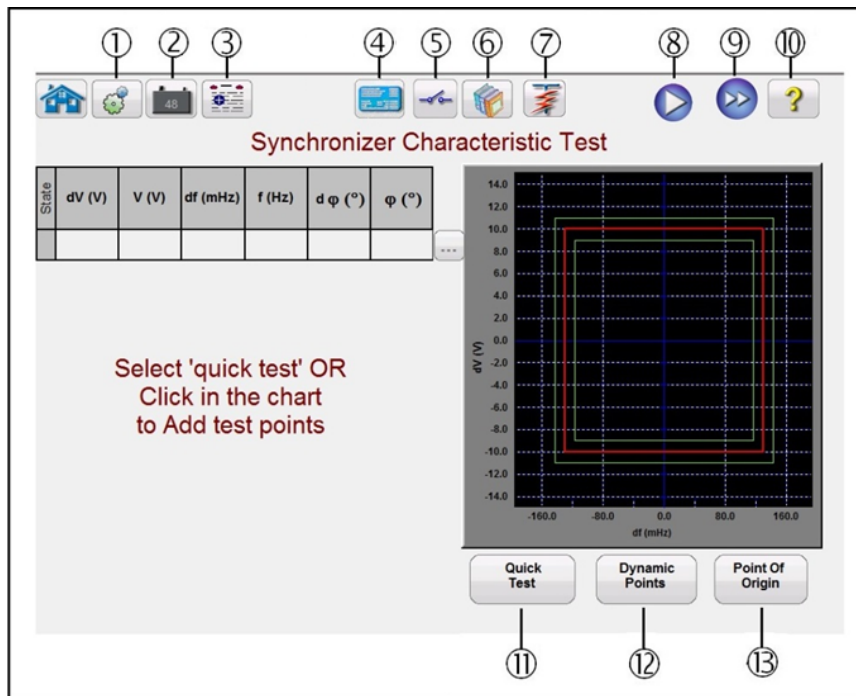 ① ② ③ ④ ⑤ ⑥ ⑦ ⑧ ⑨ ⑩
48
?
Synchronizer Characteristic Test
State dV (V) V (V) df (mHz) f (Hz) d φ (°) φ (°)
...
Select 'quick test' OR
Click in the chart
to Add test points
14.0
12.0
10.0
8.0
6.0
4.0
2.0
0.0
-2.0
-4.0
-6.0
-8.0
-10.0
-12.0
-14.0
dV (V)
-160.0 -80.0 0.0 80.0 160.0
df (mHz)
Quick Test
Dynamic Points
Point Of Origin
⑪ ⑫ ⑬